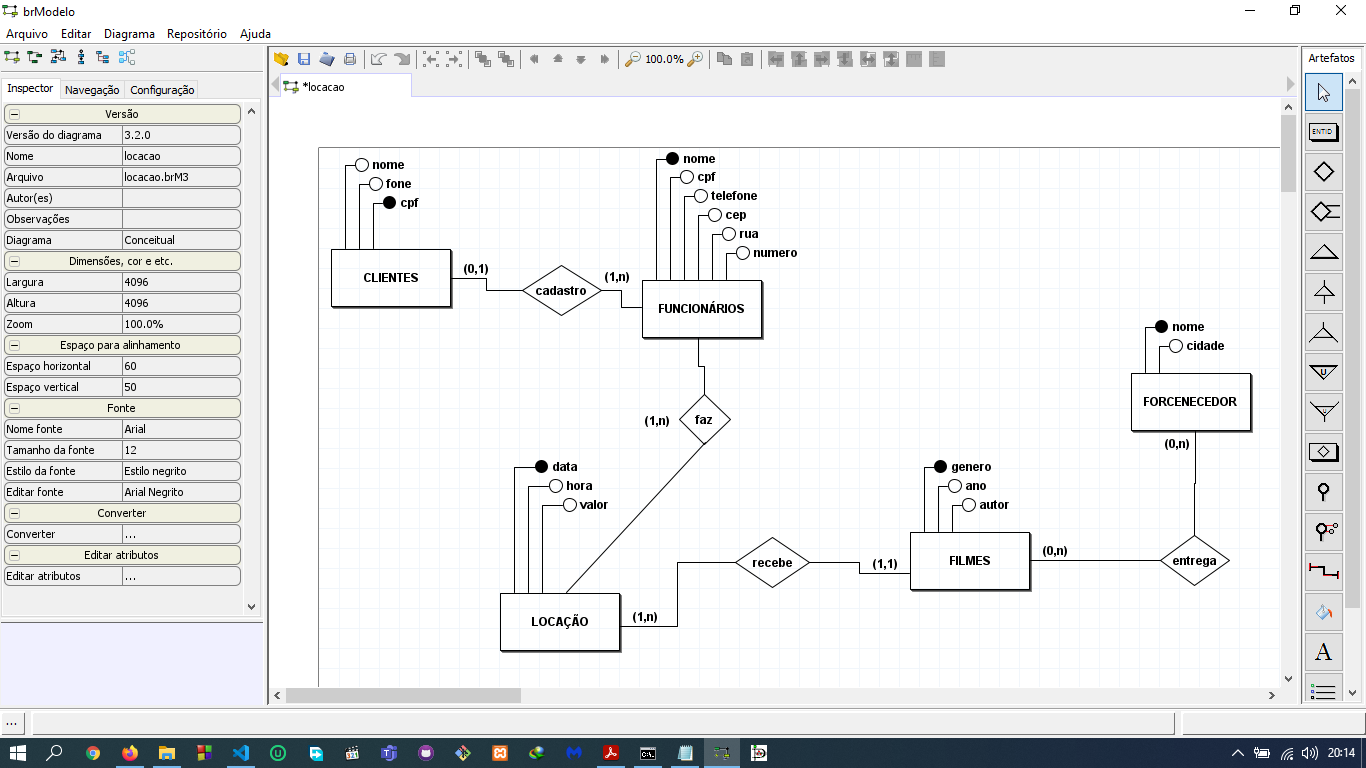 brModelo
Arquivo Editar Diagrama Repositório Ajuda
100.0%
Artefatos
Inspector Navegação Configuração
*locacao
Versão
Versão do diagrama 3.2.0
Nome locacao
Arquivo locacao.brM3
Autor(es)
Observações
Diagrama Conceitual
Dimensões, cor e etc.
Largura 4096
Altura 4096
Zoom 100.0%
Espaço para alinhamento
Espaço horizontal 60
Espaço vertical 50
Fonte
Nome fonte Arial
Tamanho da fonte 12
Estilo da fonte Estilo negrito
Editar fonte Arial Negrito
Converter
Converter ...
Editar atributos
Editar atributos ...
nome
fone
cpf
CLIENTES
(0,1)
cadastro
(1,n)
nome
cpf
telefone
cep
rua
numero
FUNCIONÁRIOS
(1,n)
faz
data
hora
valor
LOCAÇÃO
(1,n)
recebe
(1,1)
genero
ano
autor
FILMES
(0,n)
entrega
(0,n)
nome
cidade
FORCENECEDOR
ENTID
U
U
A
...
20:14